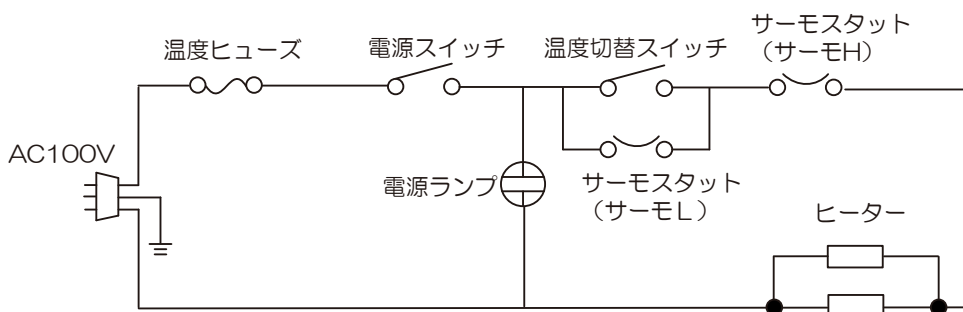 サーモスタット
（サーモH）
温度ヒューズ
電源スイッチ
温度切替スイッチ
AC100V
電源ランプ
サーモスタット
（サーモL）
ヒーター